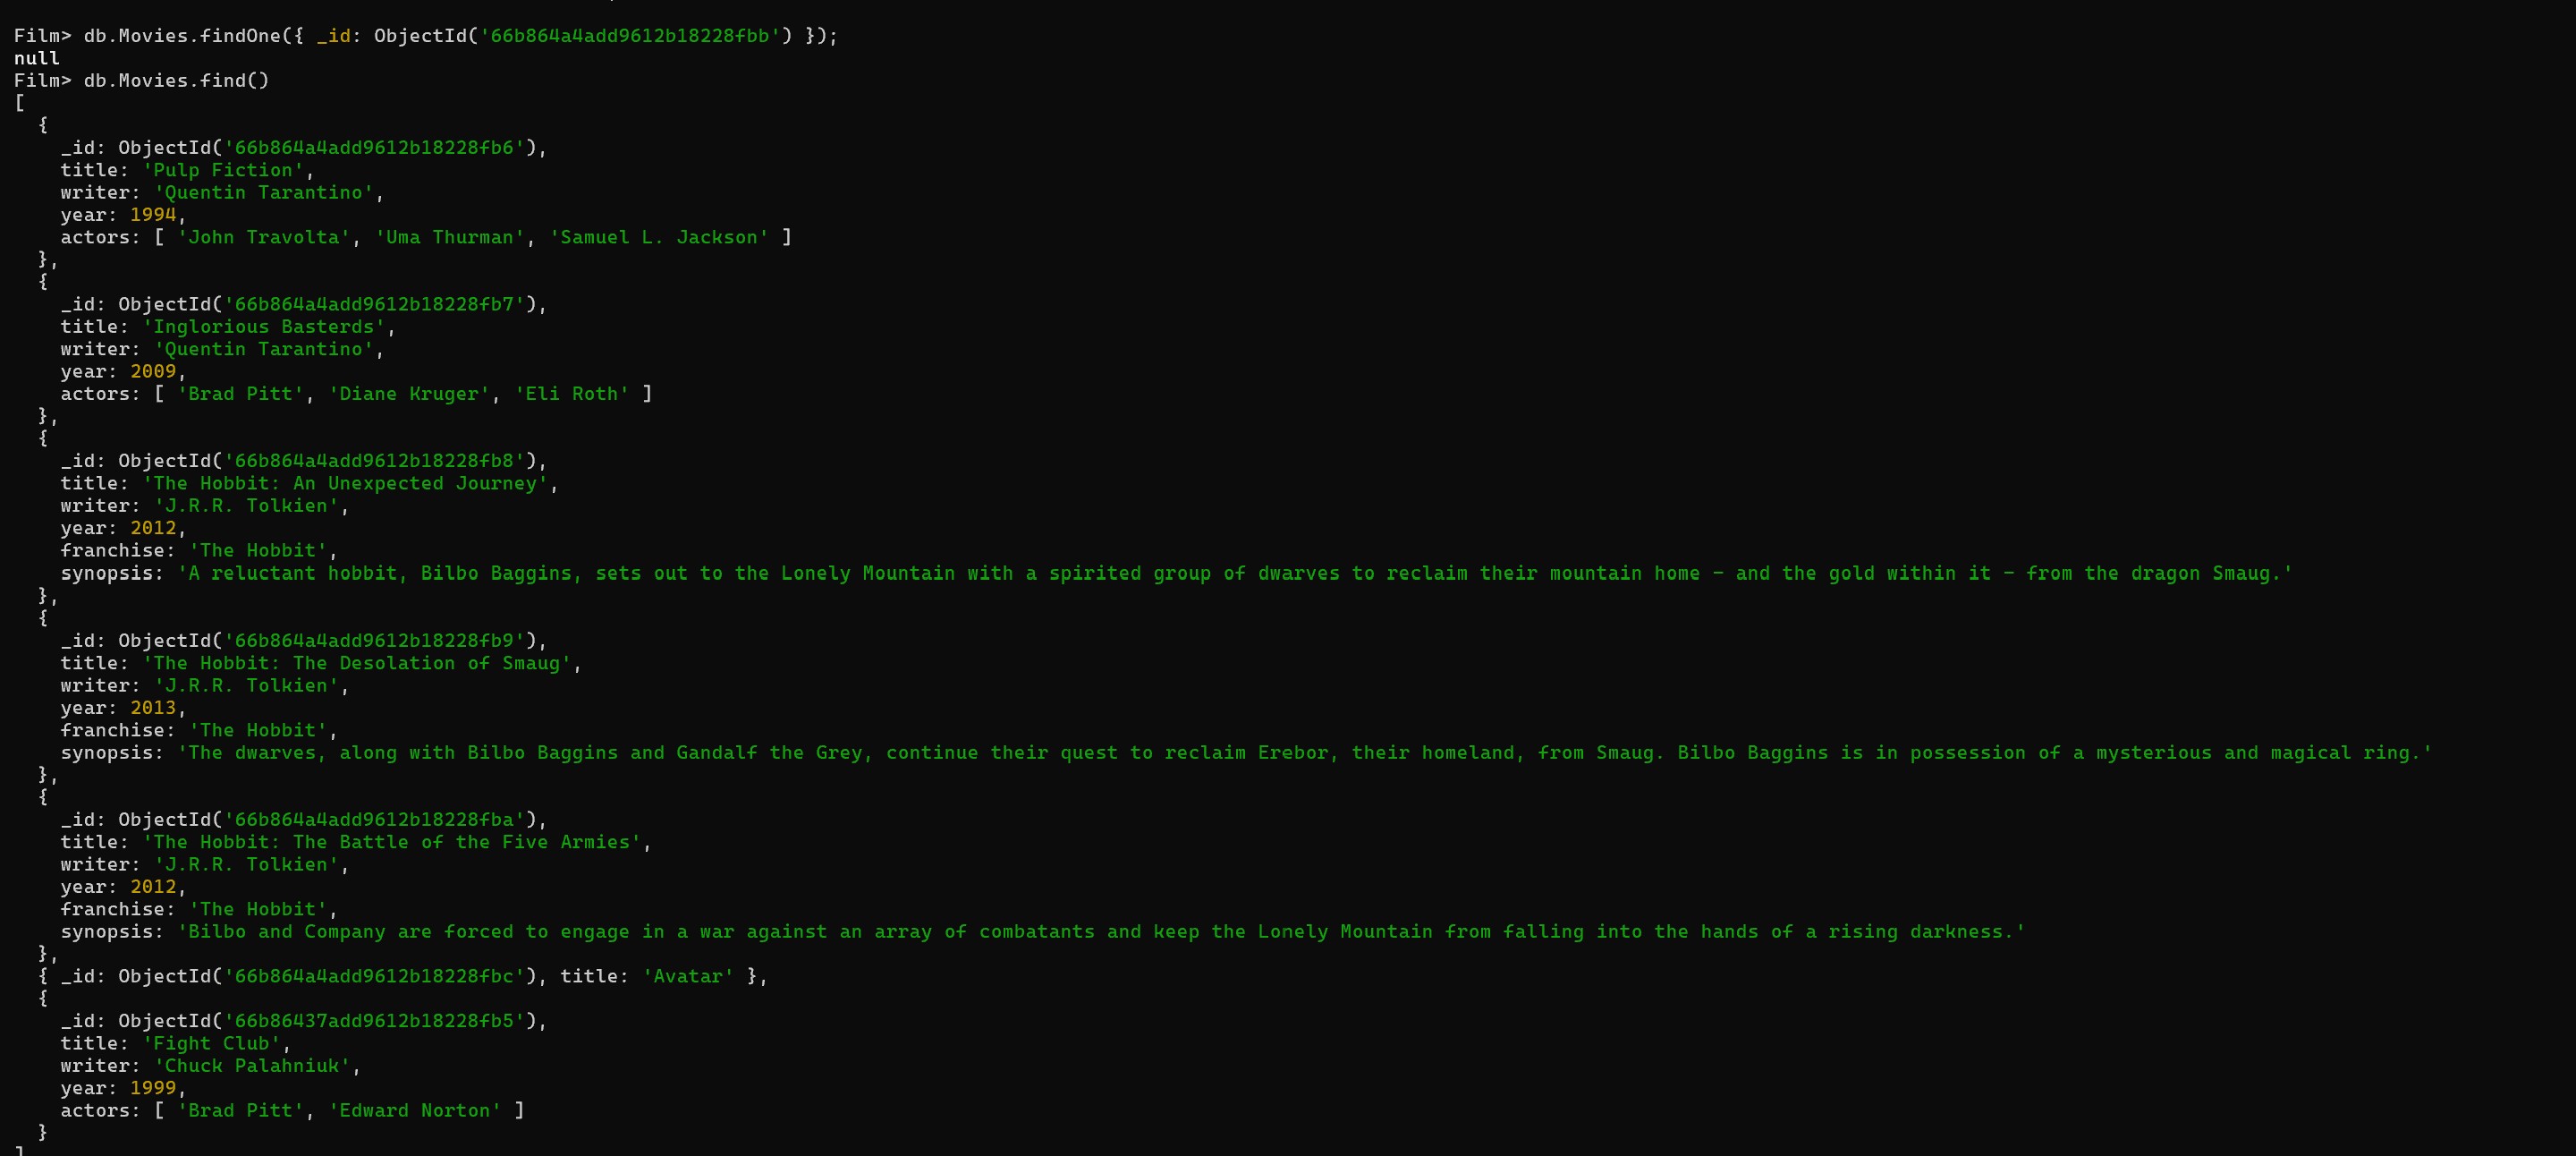 Film> db.Movies.findOne({ _id: ObjectId('66b864a4add9612b18228fbb') });
null
Film> db.Movies.find()
[
  {
    _id: ObjectId('66b864a4add9612b18228fb6'),
    title: 'Pulp Fiction',
    writer: 'Quentin Tarantino',
    year: 1994,
    actors: [ 'John Travolta', 'Uma Thurman', 'Samuel L. Jackson' ]
  },
  {
    _id: ObjectId('66b864a4add9612b18228fb7'),
    title: 'Inglorious Basterds',
    writer: 'Quentin Tarantino',
    year: 2009,
    actors: [ 'Brad Pitt', 'Diane Kruger', 'Eli Roth' ]
  },
  {
    _id: ObjectId('66b864a4add9612b18228fb8'),
    title: 'The Hobbit: An Unexpected Journey',
    writer: 'J.R.R. Tolkien',
    year: 2012,
    franchise: 'The Hobbit',
    synopsis: 'A reluctant hobbit, Bilbo Baggins, sets out to the Lonely Mountain with a spirited group of dwarves to reclaim their mountain home - and the gold within it - from the dragon Smaug.'
  },
  {
    _id: ObjectId('66b864a4add9612b18228fb9'),
    title: 'The Hobbit: The Desolation of Smaug',
    writer: 'J.R.R. Tolkien',
    year: 2013,
    franchise: 'The Hobbit',
    synopsis: 'The dwarves, along with Bilbo Baggins and Gandalf the Grey, continue their quest to reclaim Erebor, their homeland, from Smaug. Bilbo Baggins is in possession of a mysterious and magical ring.'
  },
  {
    _id: ObjectId('66b864a4add9612b18228fba'),
    title: 'The Hobbit: The Battle of the Five Armies',
    writer: 'J.R.R. Tolkien',
    year: 2012,
    franchise: 'The Hobbit',
    synopsis: 'Bilbo and Company are forced to engage in a war against an array of combatants and keep the Lonely Mountain from falling into the hands of a rising darkness.'
  },
  { _id: ObjectId('66b864a4add9612b18228fbc'), title: 'Avatar' },
  {
    _id: ObjectId('66b86437add9612b18228fb5'),
    title: 'Fight Club',
    writer: 'Chuck Palahniuk',
    year: 1999,
    actors: [ 'Brad Pitt', 'Edward Norton' ]
  }
]